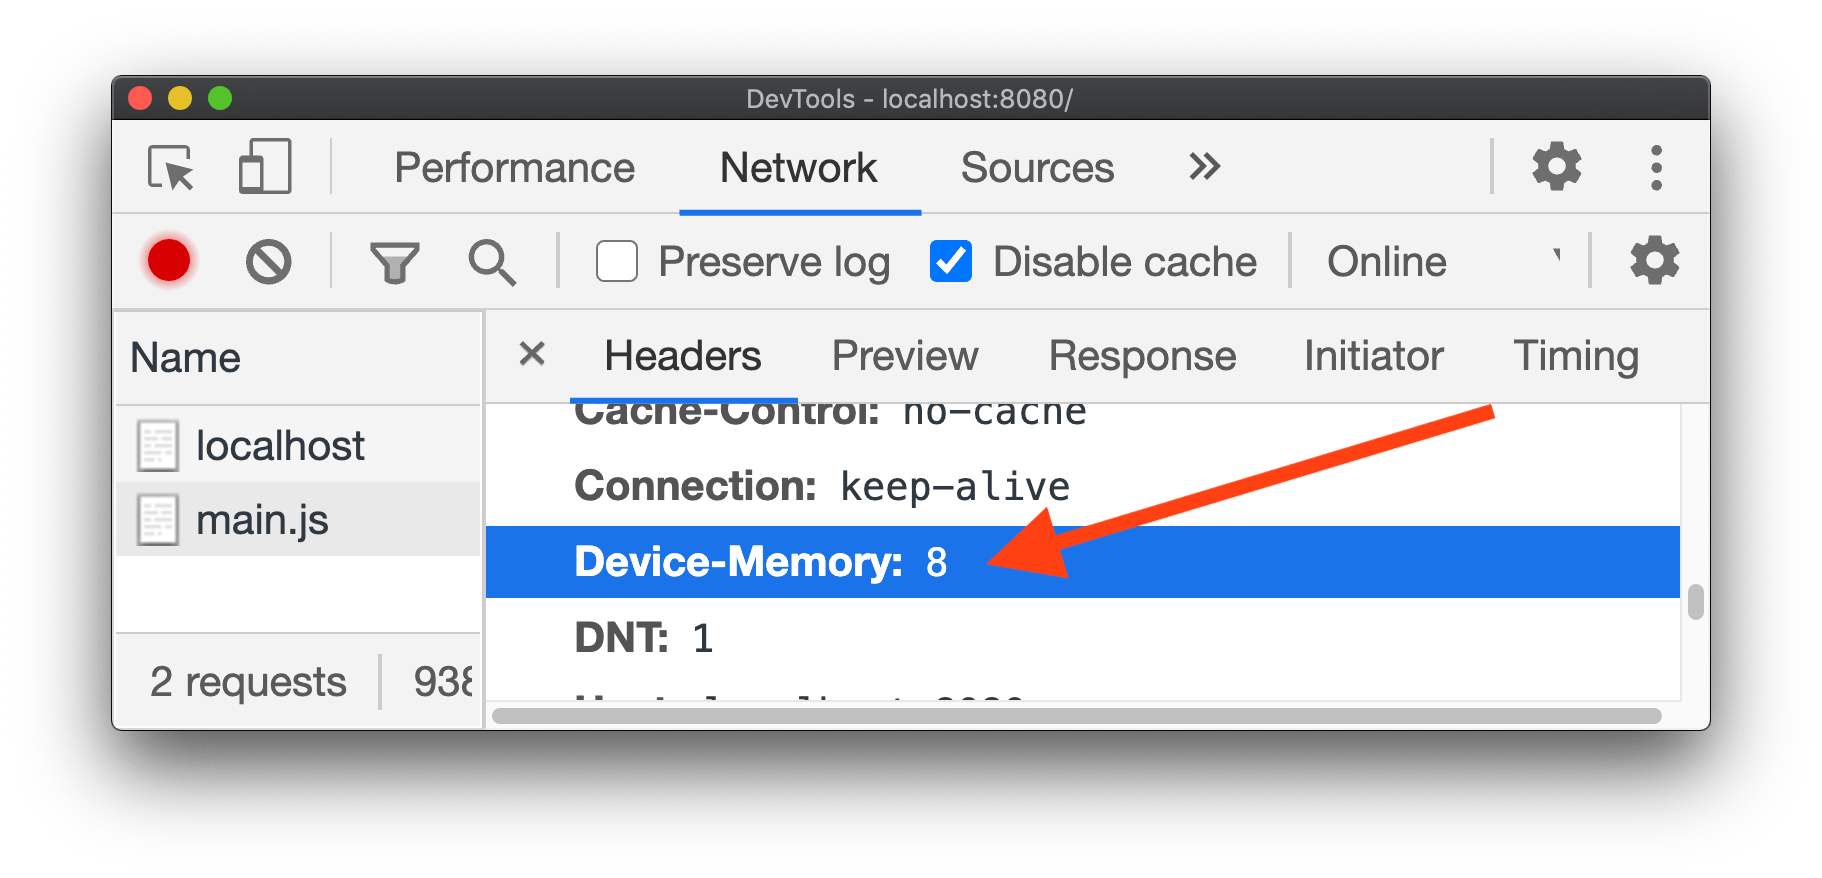 DevTools - localhost:8080/
Performance Network Sources
Preserve log Disable cache Online
Name
Headers Preview Response Initiator Timing
localhost
main.js
2 requests 938
Cache-Control: no-cache
Connection: keep-alive
Device-Memory: 8
DNT: 1